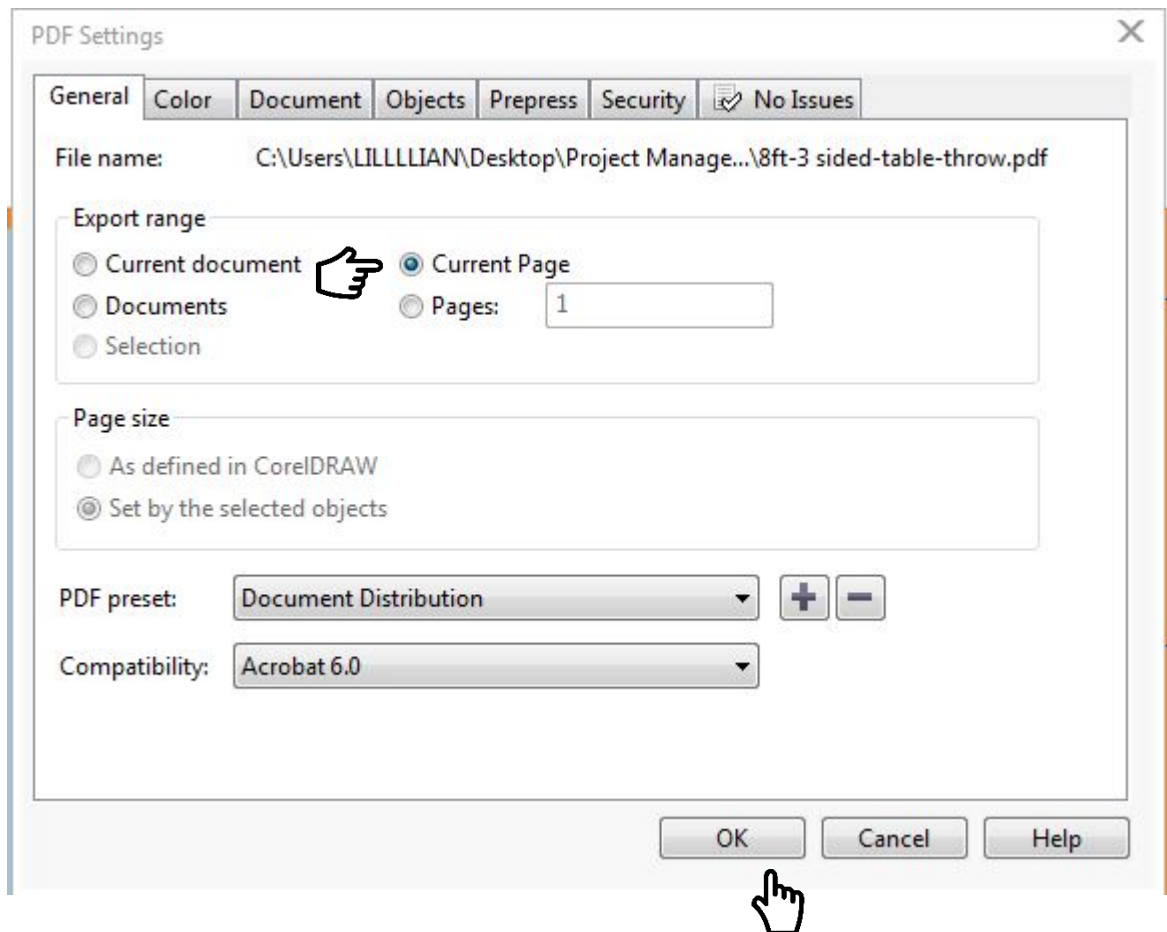 PDF Settings
General Color Document Objects Prepress Security No Issues
File name: C:\Users\LILLLLIAN\Desktop\Project Manage...\8ft-3 sided-table-throw.pdf
Export range
Current document Current Page
Documents Pages: 1
Selection
Page size
As defined in CorelDRAW
Set by the selected objects
PDF preset: Document Distribution
Compatibility: Acrobat 6.0
OK Cancel Help